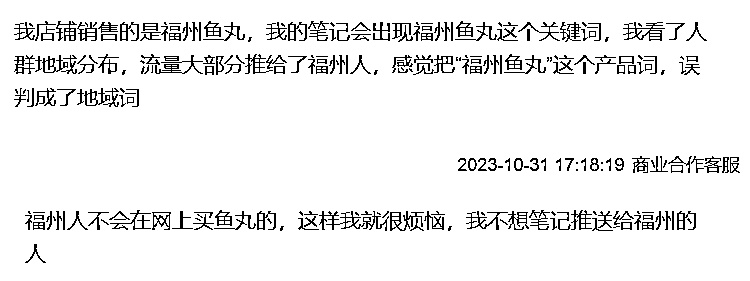 我店铺销售的是福州鱼丸，我的笔记会出现福州鱼丸这个关键词，我看了人
群地域分布，流量大部分推给了福州人，感觉把“福州鱼丸”这个产品词，误
判成了地域词
2023-10-31 17:18:19 商业合作客服
福州人不会在网上买鱼丸的，这样我就很烦恼，我不想笔记推送给福州的
人